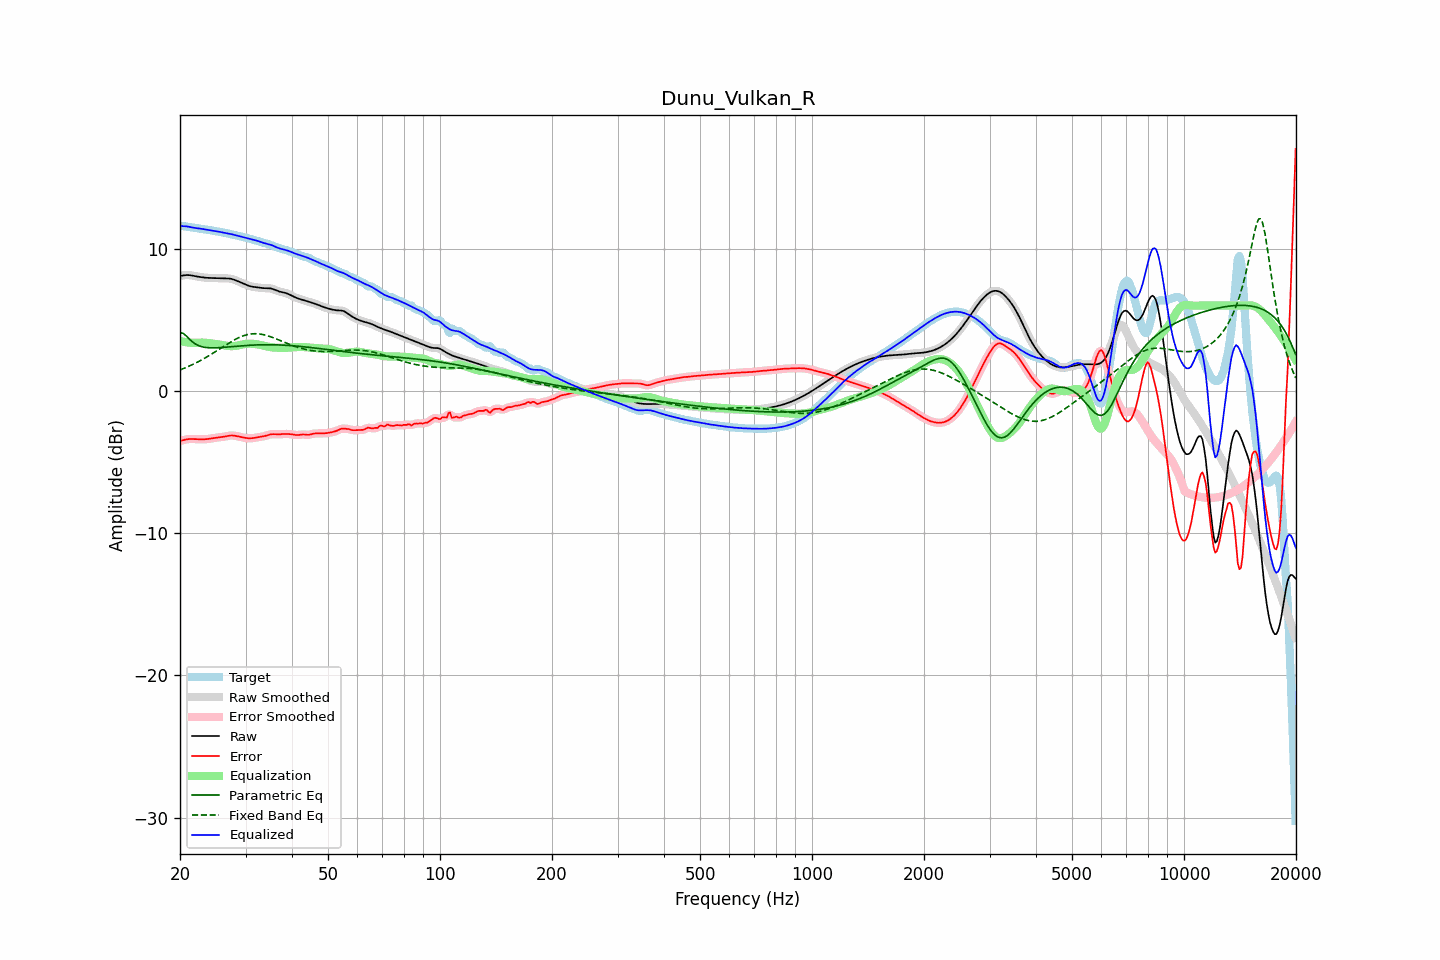 Dunu_Vulkan_R
Amplitude (dBr)
10
0
−10
−20
−30
Target
Raw Smoothed
Error Smoothed
Raw
Error
Equalization
Parametric Eq
Fixed Band Eq
Equalized
20 50 100 200 500 1000 2000 5000 10000 20000
Frequency (Hz)